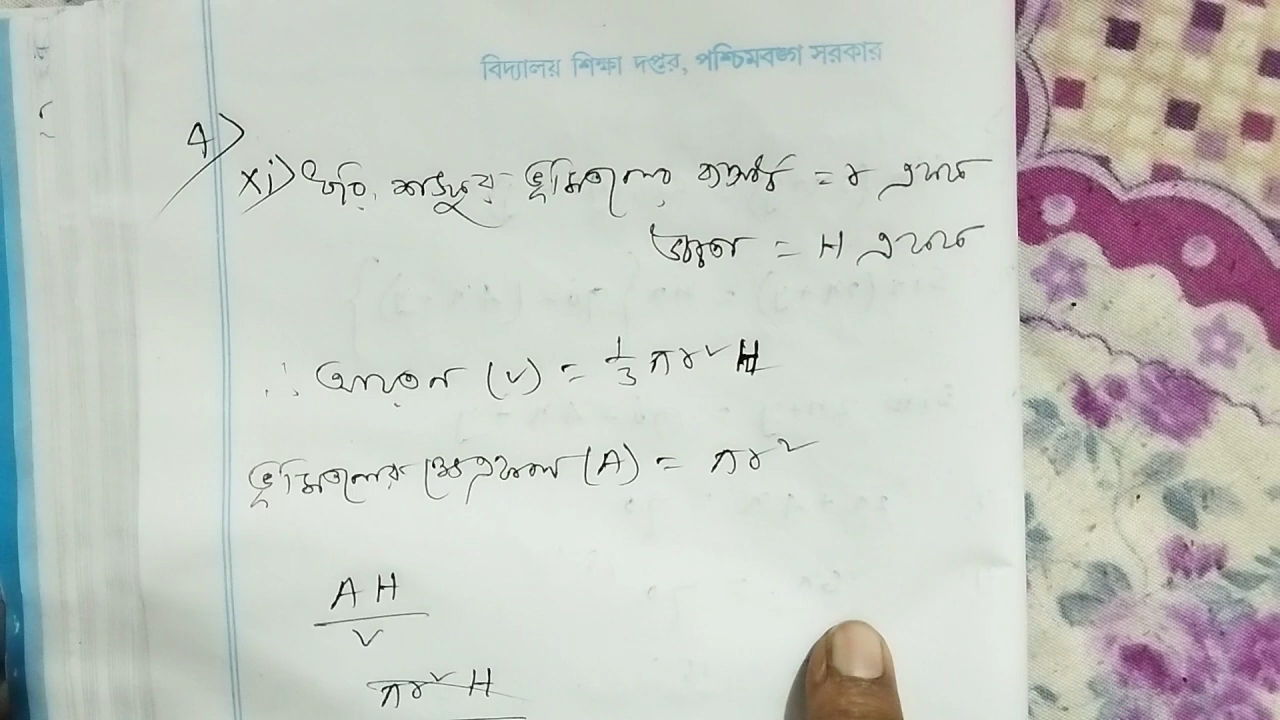 বিদ্যালয় শিক্ষা দপ্তর, পশ্চিমবঙ্গ সরকার
4)
xi) ধরি, শঙ্কুর ভূমিতলের ব্যাসার্ধ = r একক
উচ্চতা = H একক
∴ আয়তন (V) = 1/3 πr² H
ভূমিতলের ক্ষেত্রফল (A) = πr²
AH
V
πr² H